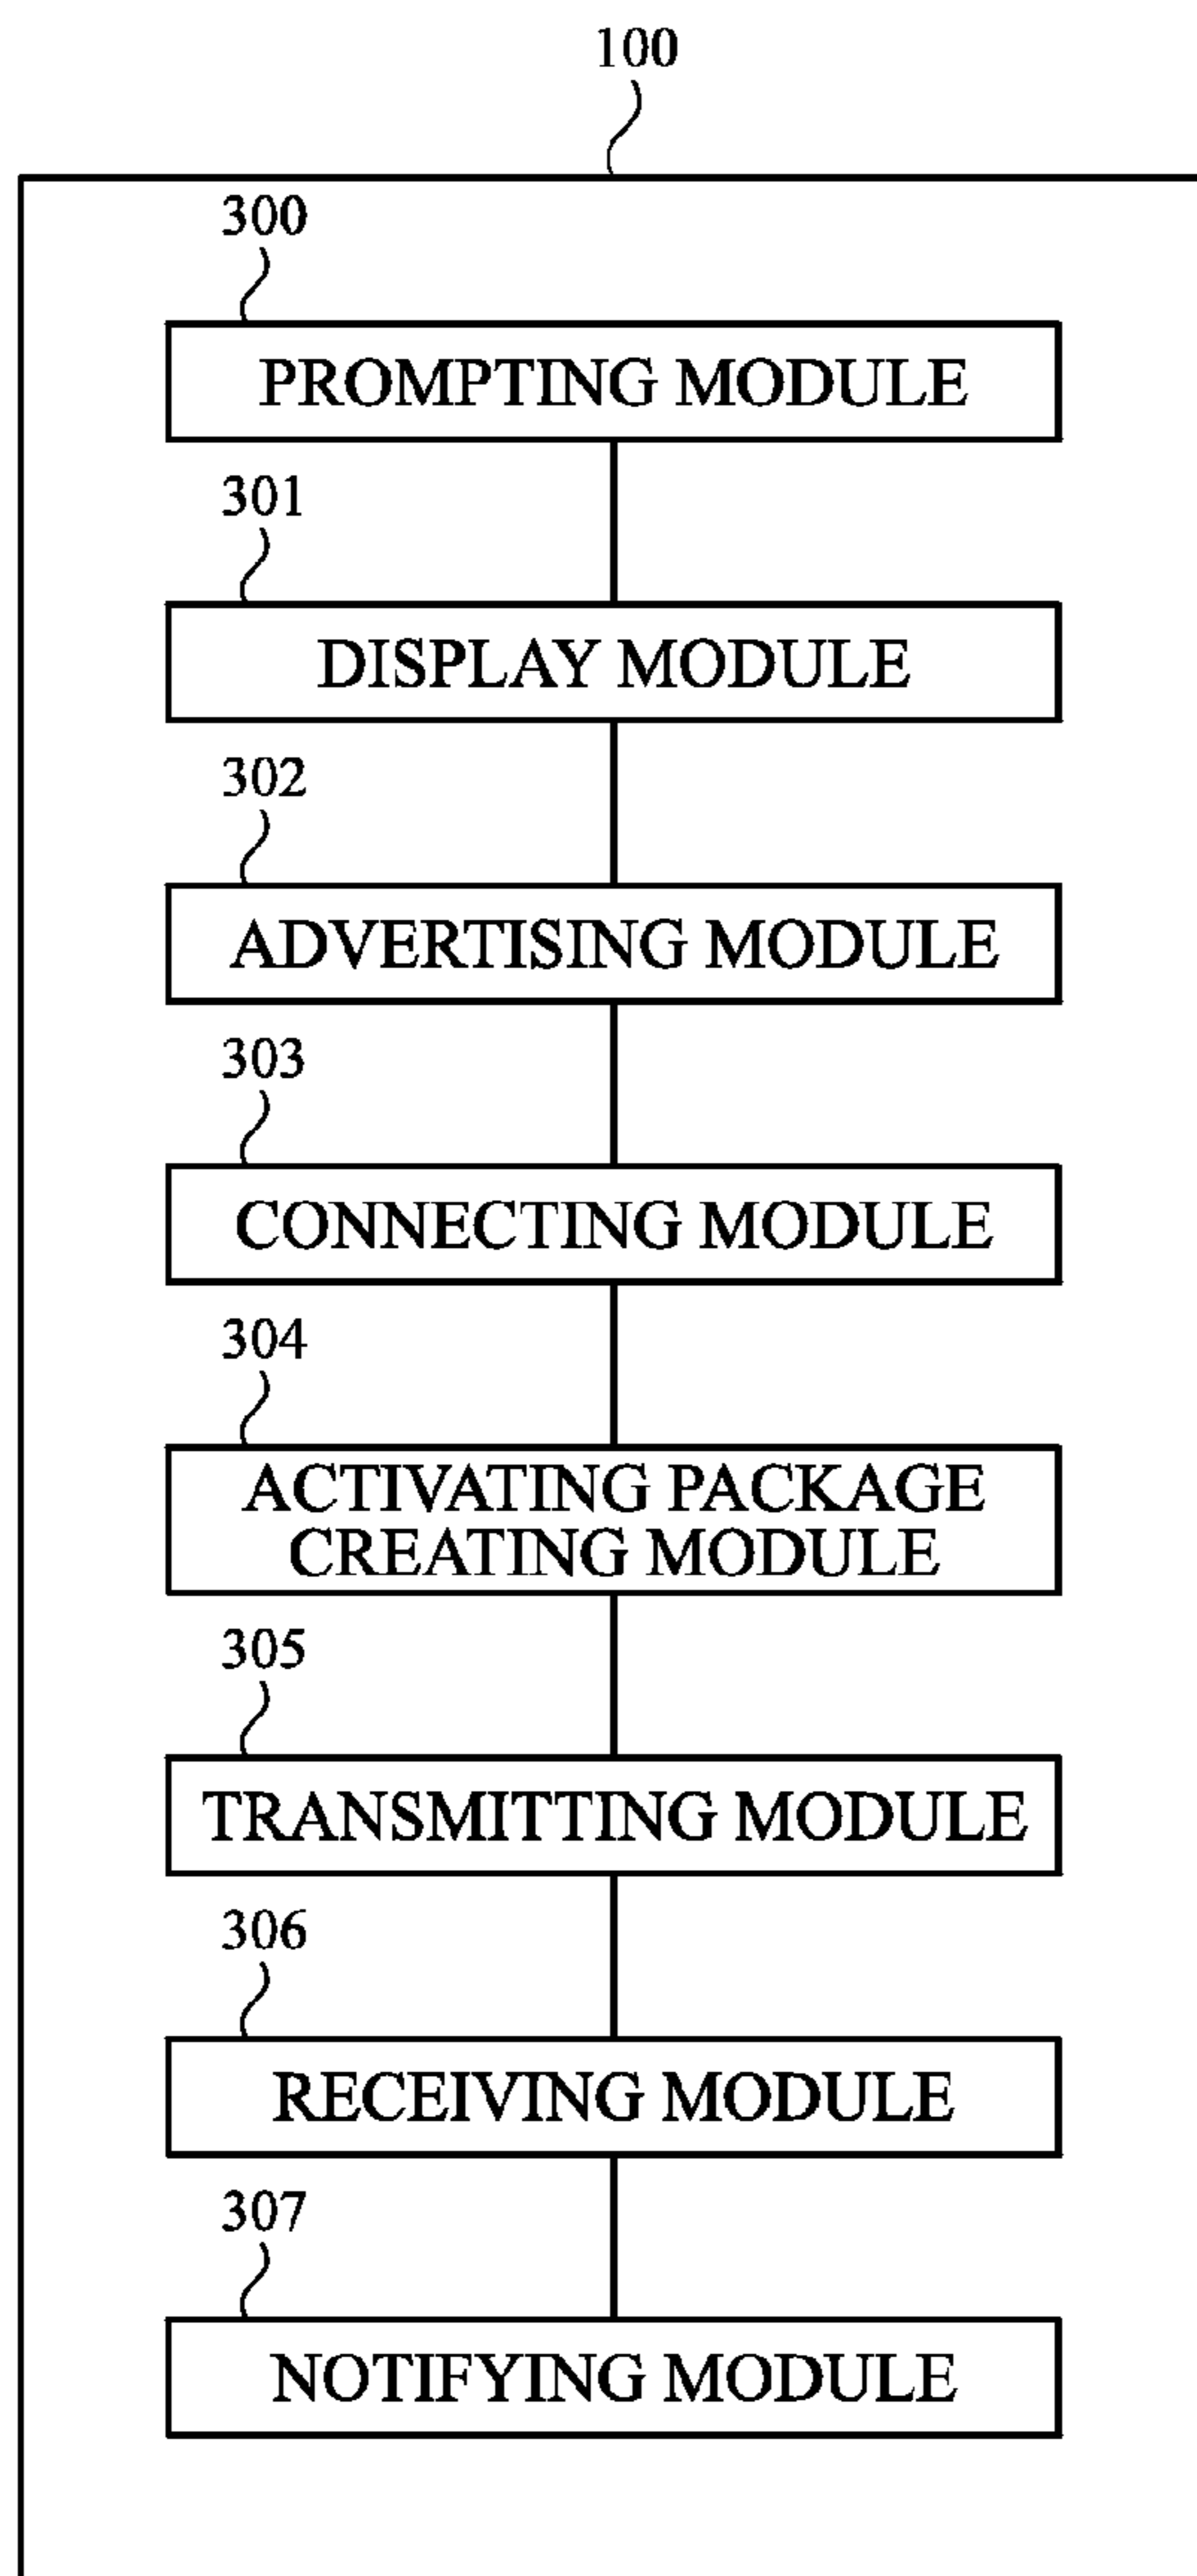 100
300
PROMPTING MODULE
301
DISPLAY MODULE
302
ADVERTISING MODULE
303
CONNECTING MODULE
304
ACTIVATING PACKAGE
CREATING MODULE
305
TRANSMITTING MODULE
306
RECEIVING MODULE
307
NOTIFYING MODULE